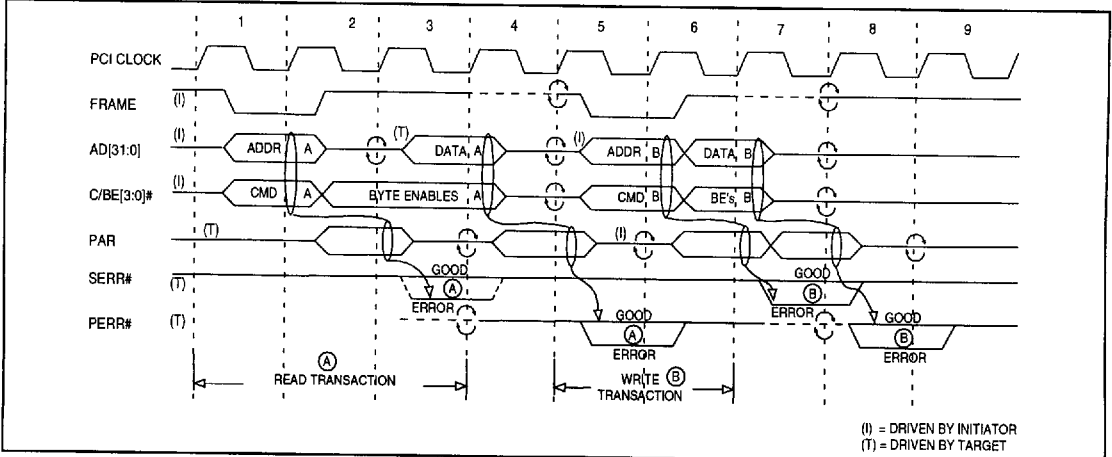 1 2 3 4 5 6 7 8 9
PCI CLOCK
FRAME (I)
AD[31:0] (I) ADDR A (T) DATA A (I) ADDR B DATA B
C/BE[3:0]# (I) CMD A BYTE ENABLES A CMD B BE's B
PAR (T) (I)
SERR# (T) GOOD A ERROR GOOD B ERROR
PERR# (T) GOOD A ERROR GOOD B ERROR
A
READ TRANSACTION
WRITE B
TRANSACTION
(I) = DRIVEN BY INITIATOR
(T) = DRIVEN BY TARGET